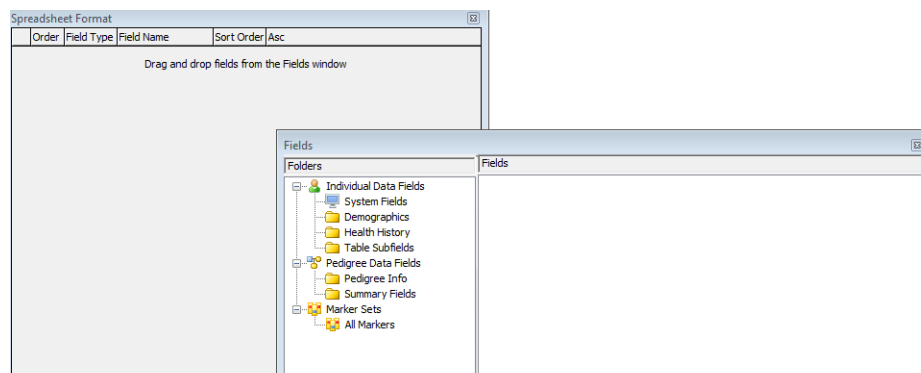 Spreadsheet Format
Order Field Type Field Name Sort Order Asc
Drag and drop fields from the Fields window
Fields
Folders Fields
Individual Data Fields
System Fields
Demographics
Health History
Table Subfields
Pedigree Data Fields
Pedigree Info
Summary Fields
Marker Sets
All Markers